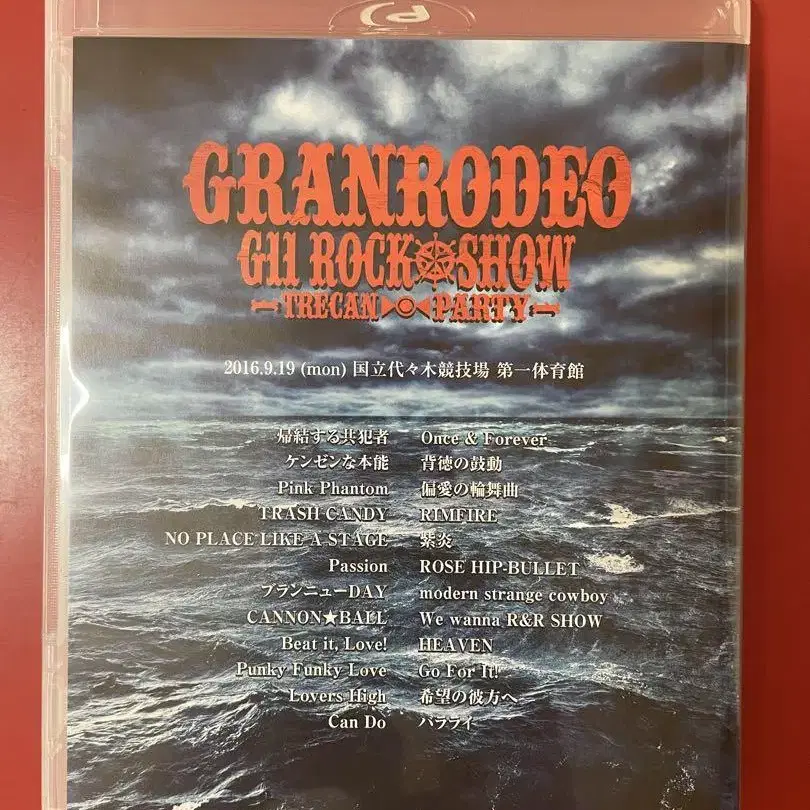 GRANRODEO
G11 ROCK SHOW
TRECAN PARTY
2016.9.19 (mon) 国立代々木競技場 第一体育館
帰結する共犯者
ケンゼンな本能
Pink Phantom
TRASH CANDY
NO PLACE LIKE A STAGE
Passion
ブランニューDAY
CANNON★BALL
Beat it, Love!
Punky Funky Love
Lovers High
Can Do
Once & Forever
背徳の鼓動
偏愛の輪舞曲
RIMFIRE
紫炎
ROSE HIP-BULLET
modern strange cowboy
We wanna R&R SHOW
HEAVEN
Go For It!
希望の彼方へ
バラライ